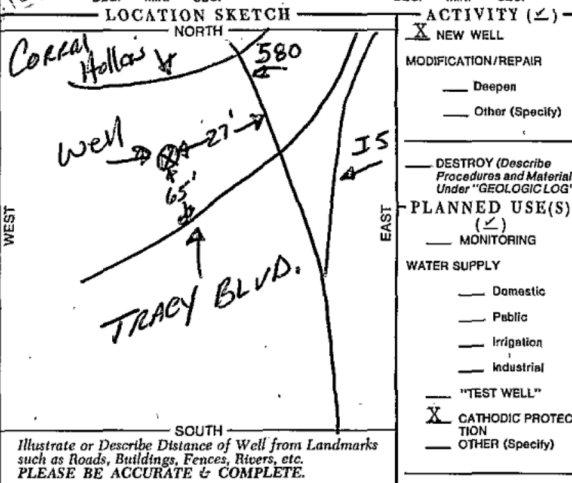 LOCATION SKETCH
NORTH
Corral
Hollow
580
Well
27'
65'
I5
WEST
EAST
TRACY BLVD.
SOUTH
Illustrate or Describe Distance of Well from Landmarks
such as Roads, Buildings, Fences, Rivers, etc.
PLEASE BE ACCURATE & COMPLETE.
ACTIVITY (✓)
X NEW WELL
MODIFICATION/REPAIR
Deepen
Other (Specify)
DESTROY (Describe
Procedures and Material
Under "GEOLOGIC LOG"
PLANNED USE(S)
(✓)
MONITORING
WATER SUPPLY
Domestic
Public
Irrigation
Industrial
"TEST WELL"
X CATHODIC PROTEC
TION
OTHER (Specify)